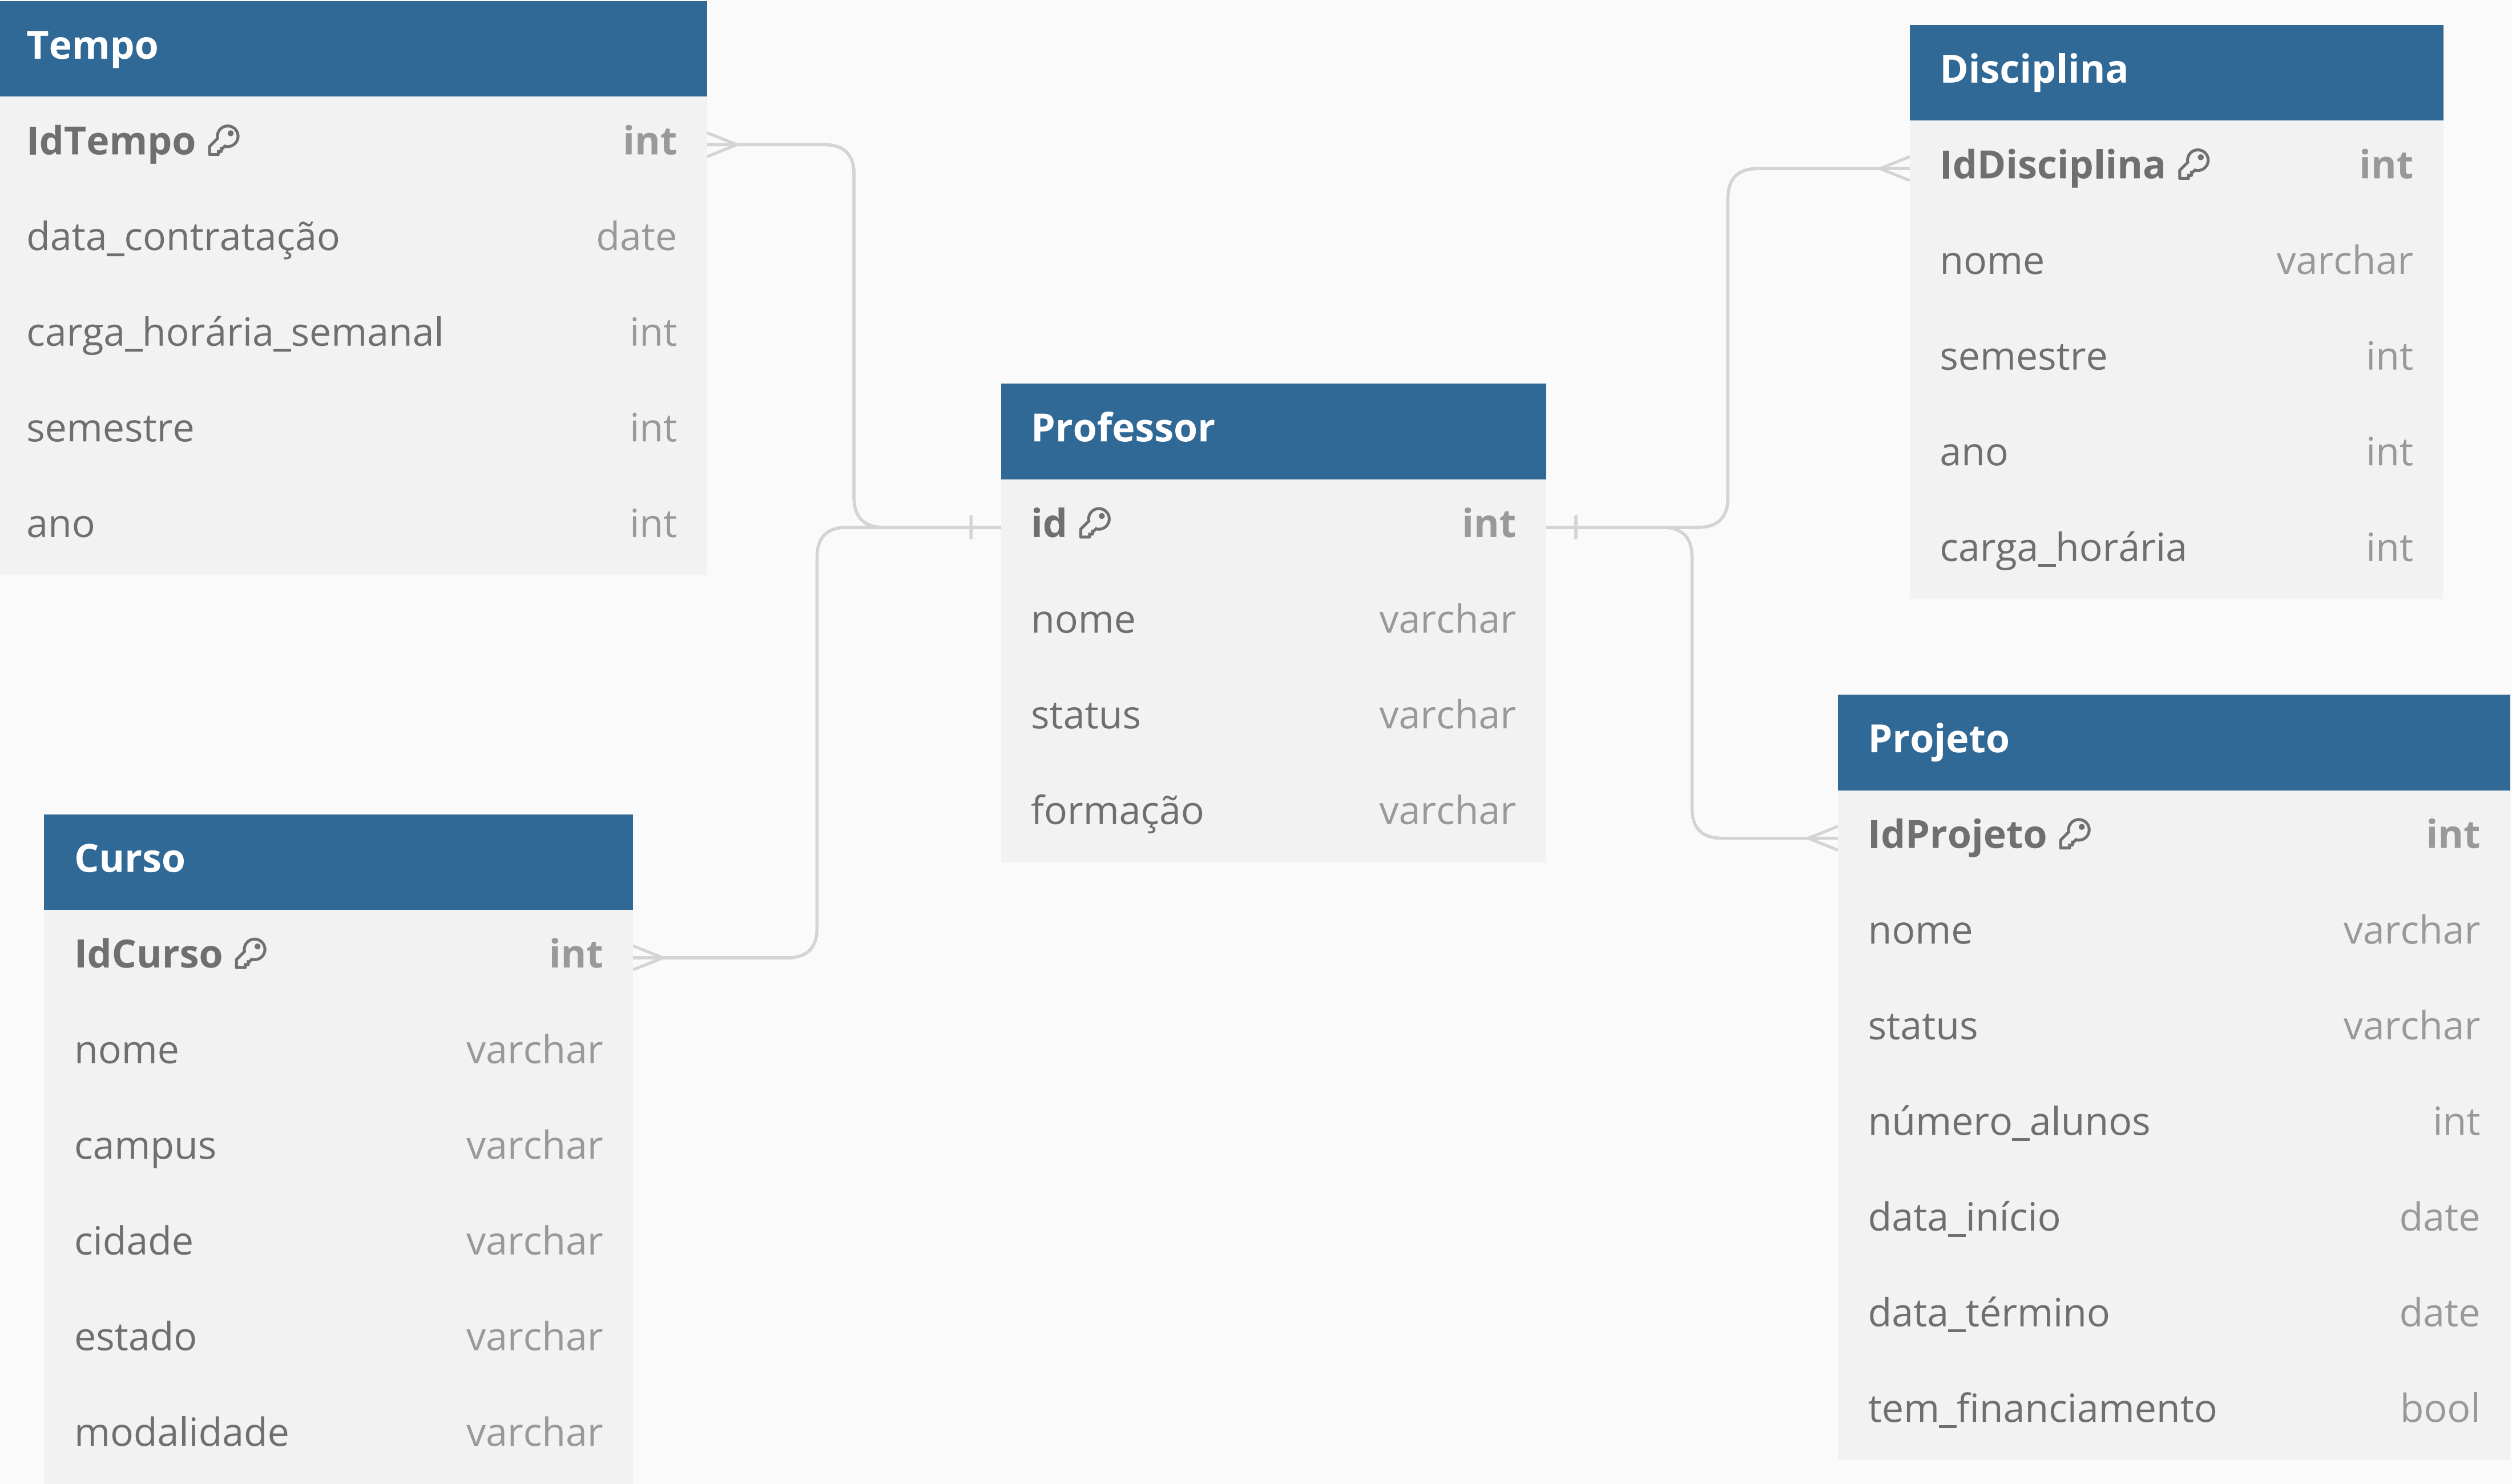 Tempo
IdTempo int
data_contratação date
carga_horária_semanal int
semestre int
ano int
Disciplina
IdDisciplina int
nome varchar
semestre int
ano int
carga_horária int
Professor
id int
nome varchar
status varchar
formação varchar
Curso
IdCurso int
nome varchar
campus varchar
cidade varchar
estado varchar
modalidade varchar
Projeto
IdProjeto int
nome varchar
status varchar
número_alunos int
data_início date
data_término date
tem_financiamento bool